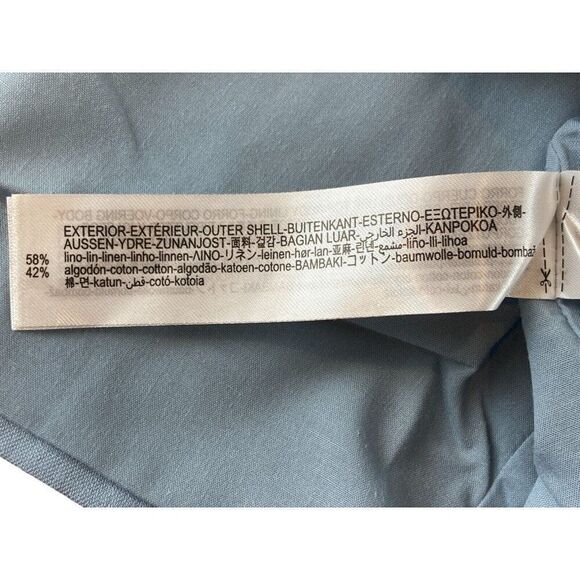 EXTERIOR-EXTÉRIEUR-OUTER SHELL-BUITENKANT-ESTERNO-ΕΞΩΤΕΡΙΚΟ-外側-
AUSSEN-YDRE-ZUNANJOST-面料-겉감-BAGIAN LUAR-الجزء الخارجي-KANPOKOA
58% lino-lin-linen-linho-linnen-ΛΙΝΟ-リネン-leinen-hør-lan-亚麻-린넨-مشمع-lino-lli-lihoa
42% algodón-coton-cotton-algodão-katoen-cotone-ΒΑΜΒΑΚΙ-コットン-baumwolle-bomuld-bombaž
棉-면-katun-قطن-cotó-kotoia